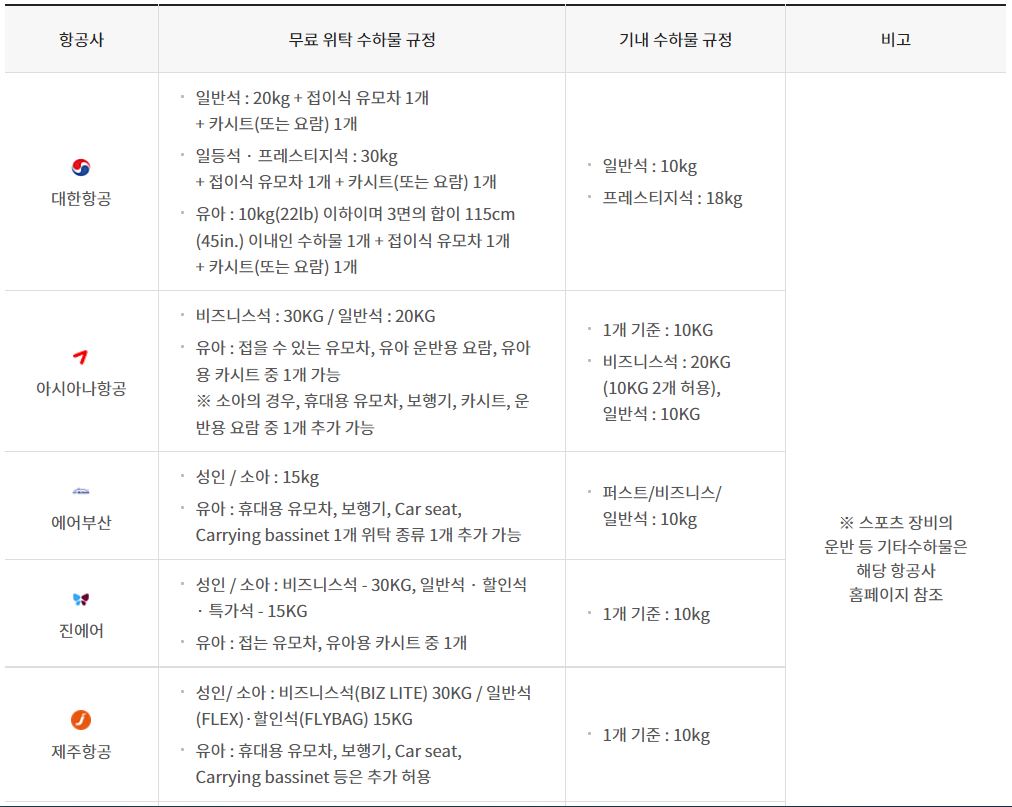 항공사
무료 위탁 수하물 규정
기내 수하물 규정
비고
대한항공
· 일반석 : 20kg + 접이식 유모차 1개
+ 카시트(또는 요람) 1개
· 일등석 · 프레스티지석 : 30kg
+ 접이식 유모차 1개 + 카시트(또는 요람) 1개
· 유아 : 10kg(22lb) 이하이며 3면의 합이 115cm
(45in.) 이내인 수하물 1개 + 접이식 유모차 1개
+ 카시트(또는 요람) 1개
· 일반석 : 10kg
· 프레스티지석 : 18kg
아시아나항공
· 비즈니스석 : 30KG / 일반석 : 20KG
· 유아 : 접을 수 있는 유모차, 유아 운반용 요람, 유아
용 카시트 중 1개 가능
※ 소아의 경우, 휴대용 유모차, 보행기, 카시트, 운
반용 요람 중 1개 추가 가능
· 1개 기준 : 10KG
· 비즈니스석 : 20KG
(10KG 2개 허용),
일반석 : 10KG
에어부산
· 성인 / 소아 : 15kg
· 유아 : 휴대용 유모차, 보행기, Car seat,
Carrying bassinet 1개 위탁 종류 1개 추가 가능
· 퍼스트/비즈니스/
일반석 : 10kg
진에어
· 성인 / 소아 : 비즈니스석 - 30KG, 일반석 · 할인석
· 특가석 - 15KG
· 유아 : 접는 유모차, 유아용 카시트 중 1개
· 1개 기준 : 10kg
제주항공
· 성인/ 소아 : 비즈니스석(BIZ LITE) 30KG / 일반석
(FLEX)·할인석(FLYBAG) 15KG
· 유아 : 휴대용 유모차, 보행기, Car seat,
Carrying bassinet 등은 추가 허용
· 1개 기준 : 10kg
※ 스포츠 장비의
운반 등 기타수하물은
해당 항공사
홈페이지 참조